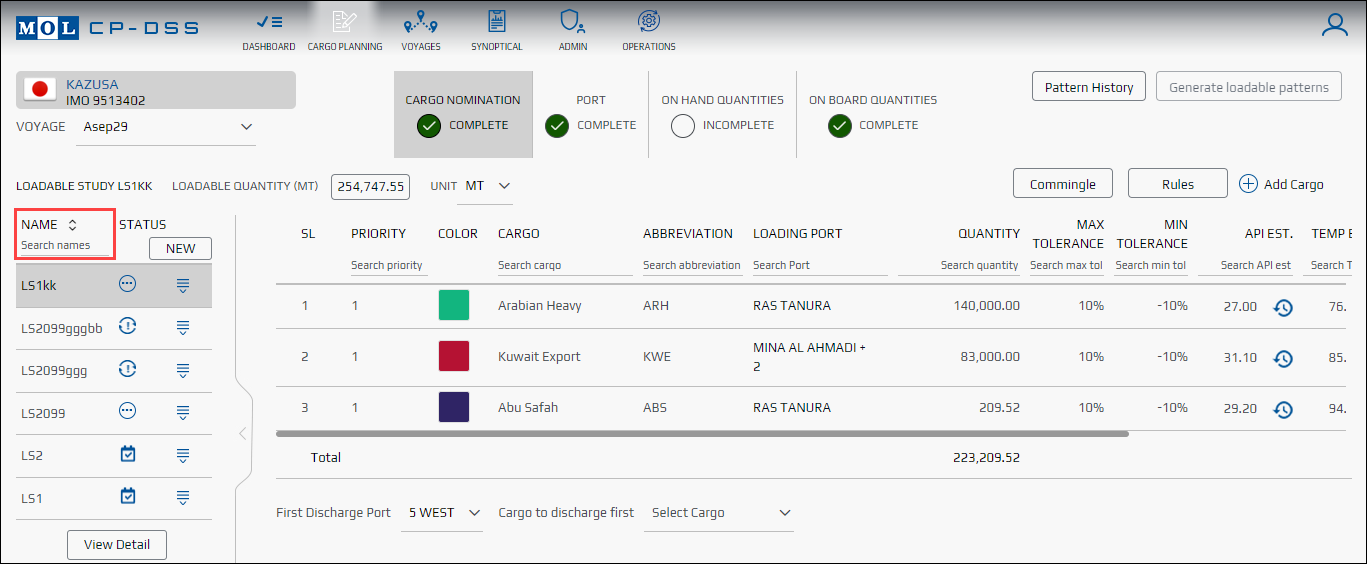 MOL CP-DSS
DASHBOARD CARGO PLANNING VOYAGES SYNOPTICAL ADMIN OPERATIONS
KAZUSA
IMO 9513402
VOYAGE Asep29
CARGO NOMINATION
COMPLETE
PORT
COMPLETE
ON HAND QUANTITIES
INCOMPLETE
ON BOARD QUANTITIES
COMPLETE
Pattern History Generate loadable patterns
LOADABLE STUDY LS1KK LOADABLE QUANTITY (MT) 254,747.55 UNIT MT
Commingle Rules Add Cargo
NAME STATUS
Search names NEW
LS1kk
LS2099gggbb
LS2099ggg
LS2099
LS2
LS1
View Detail
SL PRIORITY COLOR CARGO ABBREVIATION LOADING PORT QUANTITY MAX TOLERANCE MIN TOLERANCE API EST. TEMP E
Search priority Search cargo Search abbreviation Search Port Search quantity Search max tol Search min tol Search API est Search T
1 1 Arabian Heavy ARH RAS TANURA 140,000.00 10% -10% 27.00 76.
2 1 Kuwait Export KWE MINA AL AHMADI + 2 83,000.00 10% -10% 31.10 85.
3 1 Abu Safah ABS RAS TANURA 209.52 10% -10% 29.20 94.
Total 223,209.52
First Discharge Port 5 WEST Cargo to discharge first Select Cargo